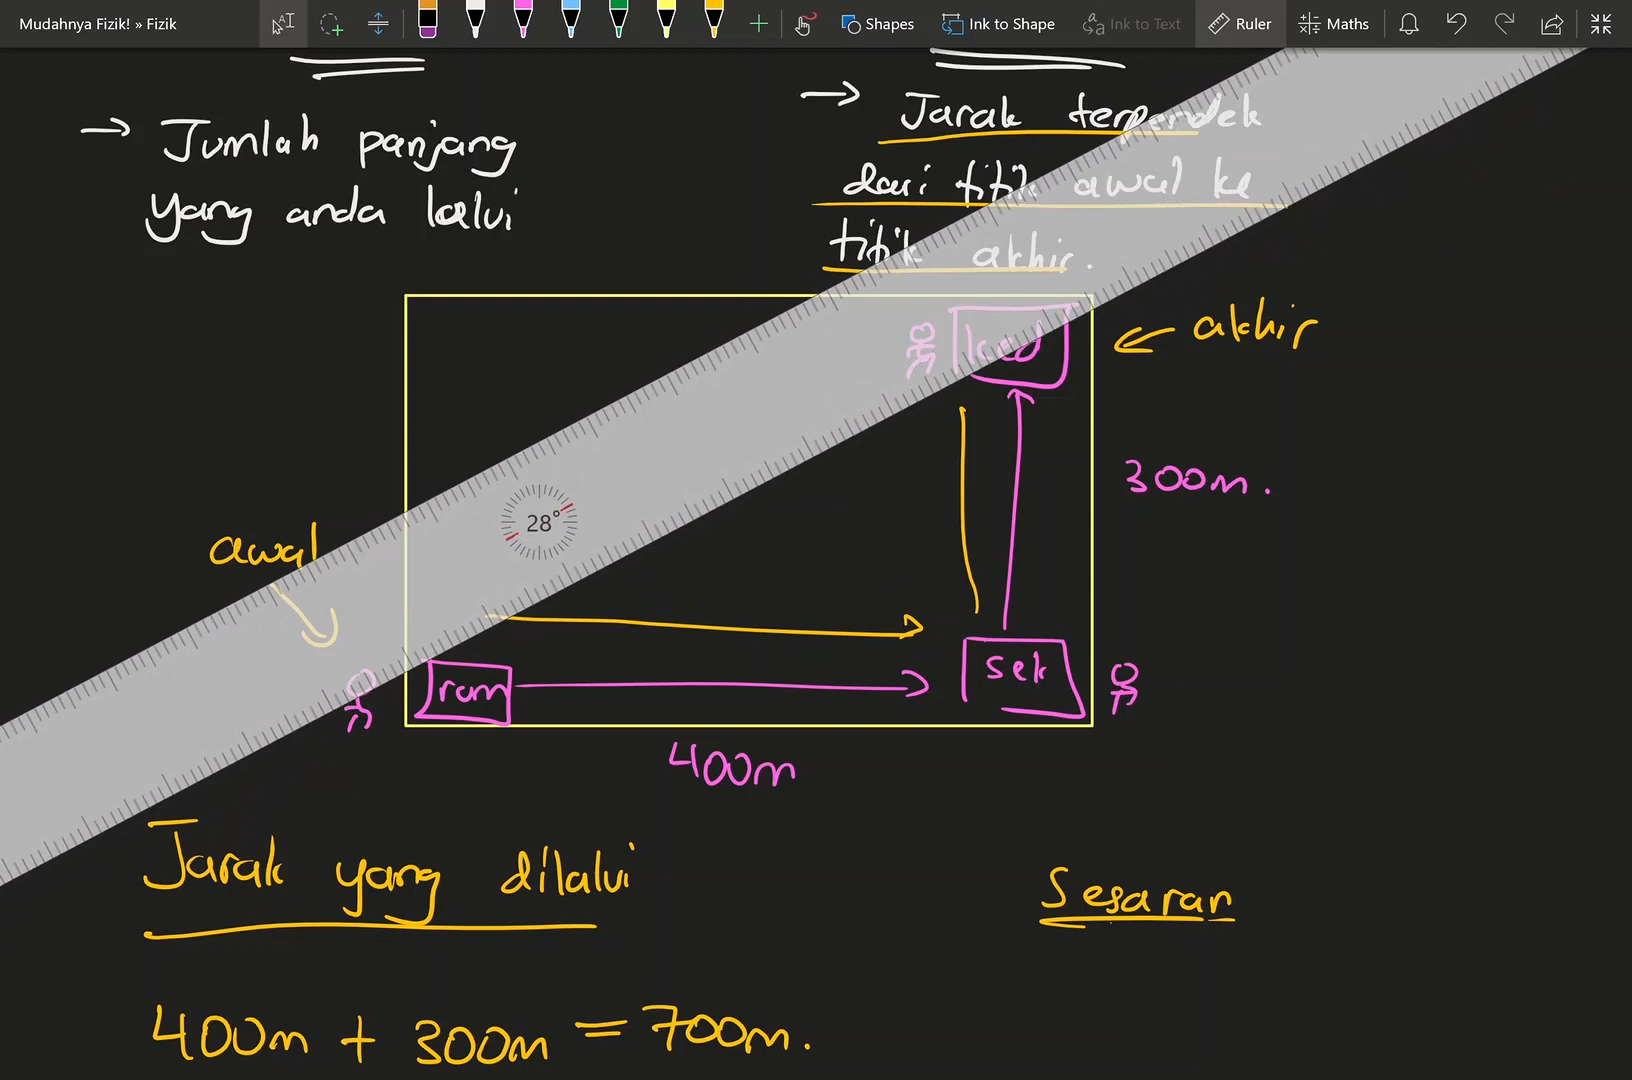 Mudahnya Fizik! » Fizik
Shapes
Ink to Shape
Ink to Text
Ruler
Maths
→ Jumlah panjang
yang anda lalui
→ Jarak terpendek
dari titik awal ke
titik akhir.
ked
← akhir
300m.
28°
awal
rum
sek
400m
Jarak yang dilalui
Sesaran
400m + 300m = 700m.